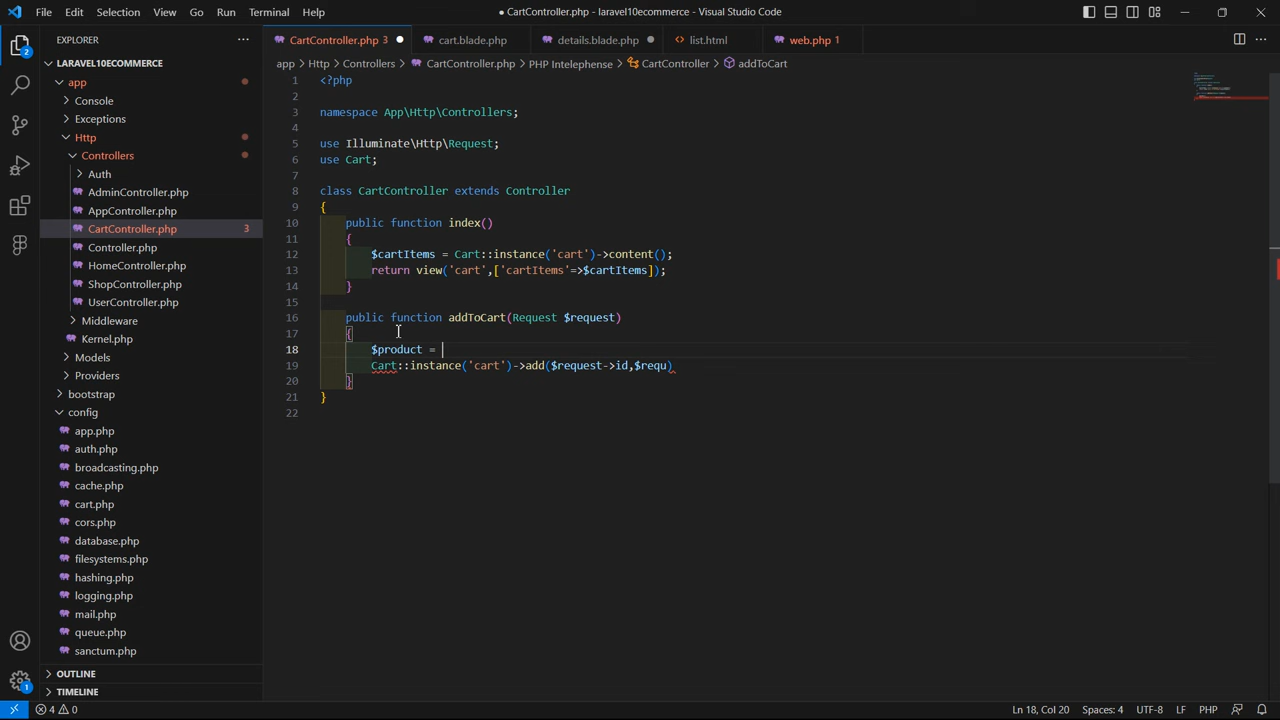 File Edit Selection View Go Run Terminal Help
● CartController.php - laravel10ecommerce - Visual Studio Code
EXPLORER ···
CartController.php 3 ●
cart.blade.php
details.blade.php ●
list.html
web.php 1
2
LARAVEL10ECOMMERCE
app > Http > Controllers > CartController.php > PHP Intelephense > CartController > addToCart
app
Console
Exceptions
Http
Controllers
Auth
AdminController.php
AppController.php
CartController.php 3
Controller.php
HomeController.php
ShopController.php
UserController.php
Middleware
Kernel.php
Models
Providers
bootstrap
config
app.php
auth.php
broadcasting.php
cache.php
cart.php
cors.php
database.php
filesystems.php
hashing.php
logging.php
mail.php
queue.php
sanctum.php
OUTLINE
TIMELINE
1 <?php
2
3 namespace App\Http\Controllers;
4
5 use Illuminate\Http\Request;
6 use Cart;
7
8 class CartController extends Controller
9 {
10 public function index()
11 {
12 $cartItems = Cart::instance('cart')->content();
13 return view('cart',['cartItems'=>$cartItems]);
14 }
15
16 public function addToCart(Request $request)
17 {
18 $product =
19 Cart::instance('cart')->add($request->id,$requ)
20 }
21 }
22
1
4 0
Ln 18, Col 20 Spaces: 4 UTF-8 LF PHP